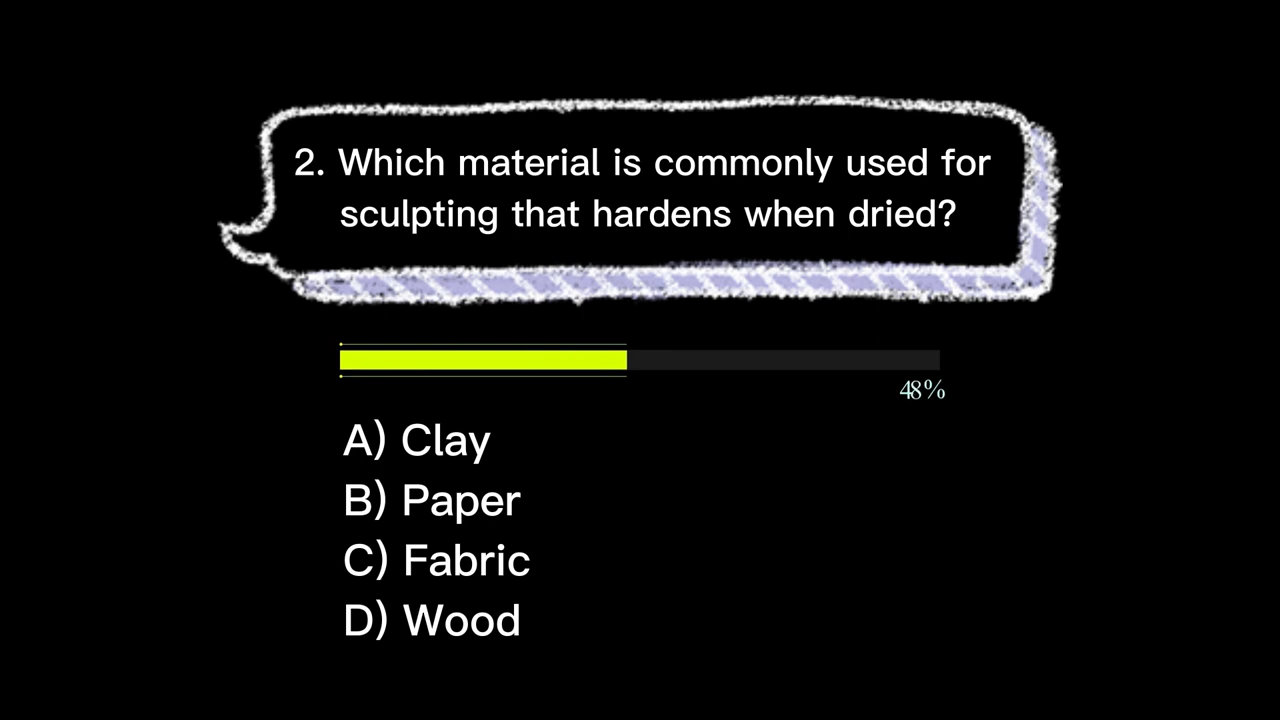 2. Which material is commonly used for
sculpting that hardens when dried?
48%
A) Clay
B) Paper
C) Fabric
D) Wood